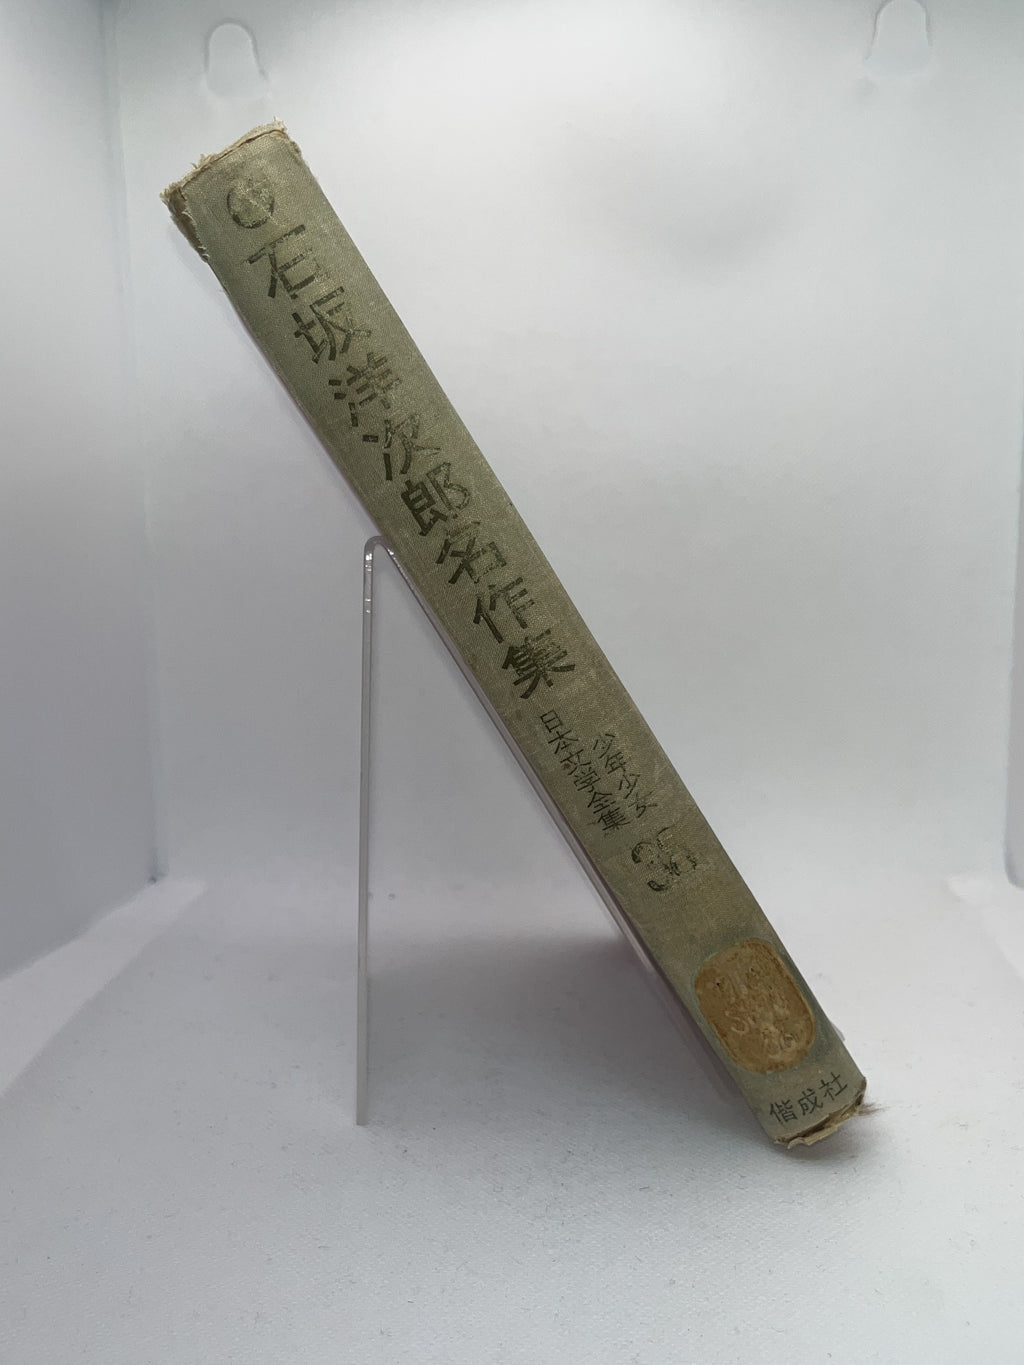 石坂洋次郎名作集
少年少女
日本文学全集
偕成社